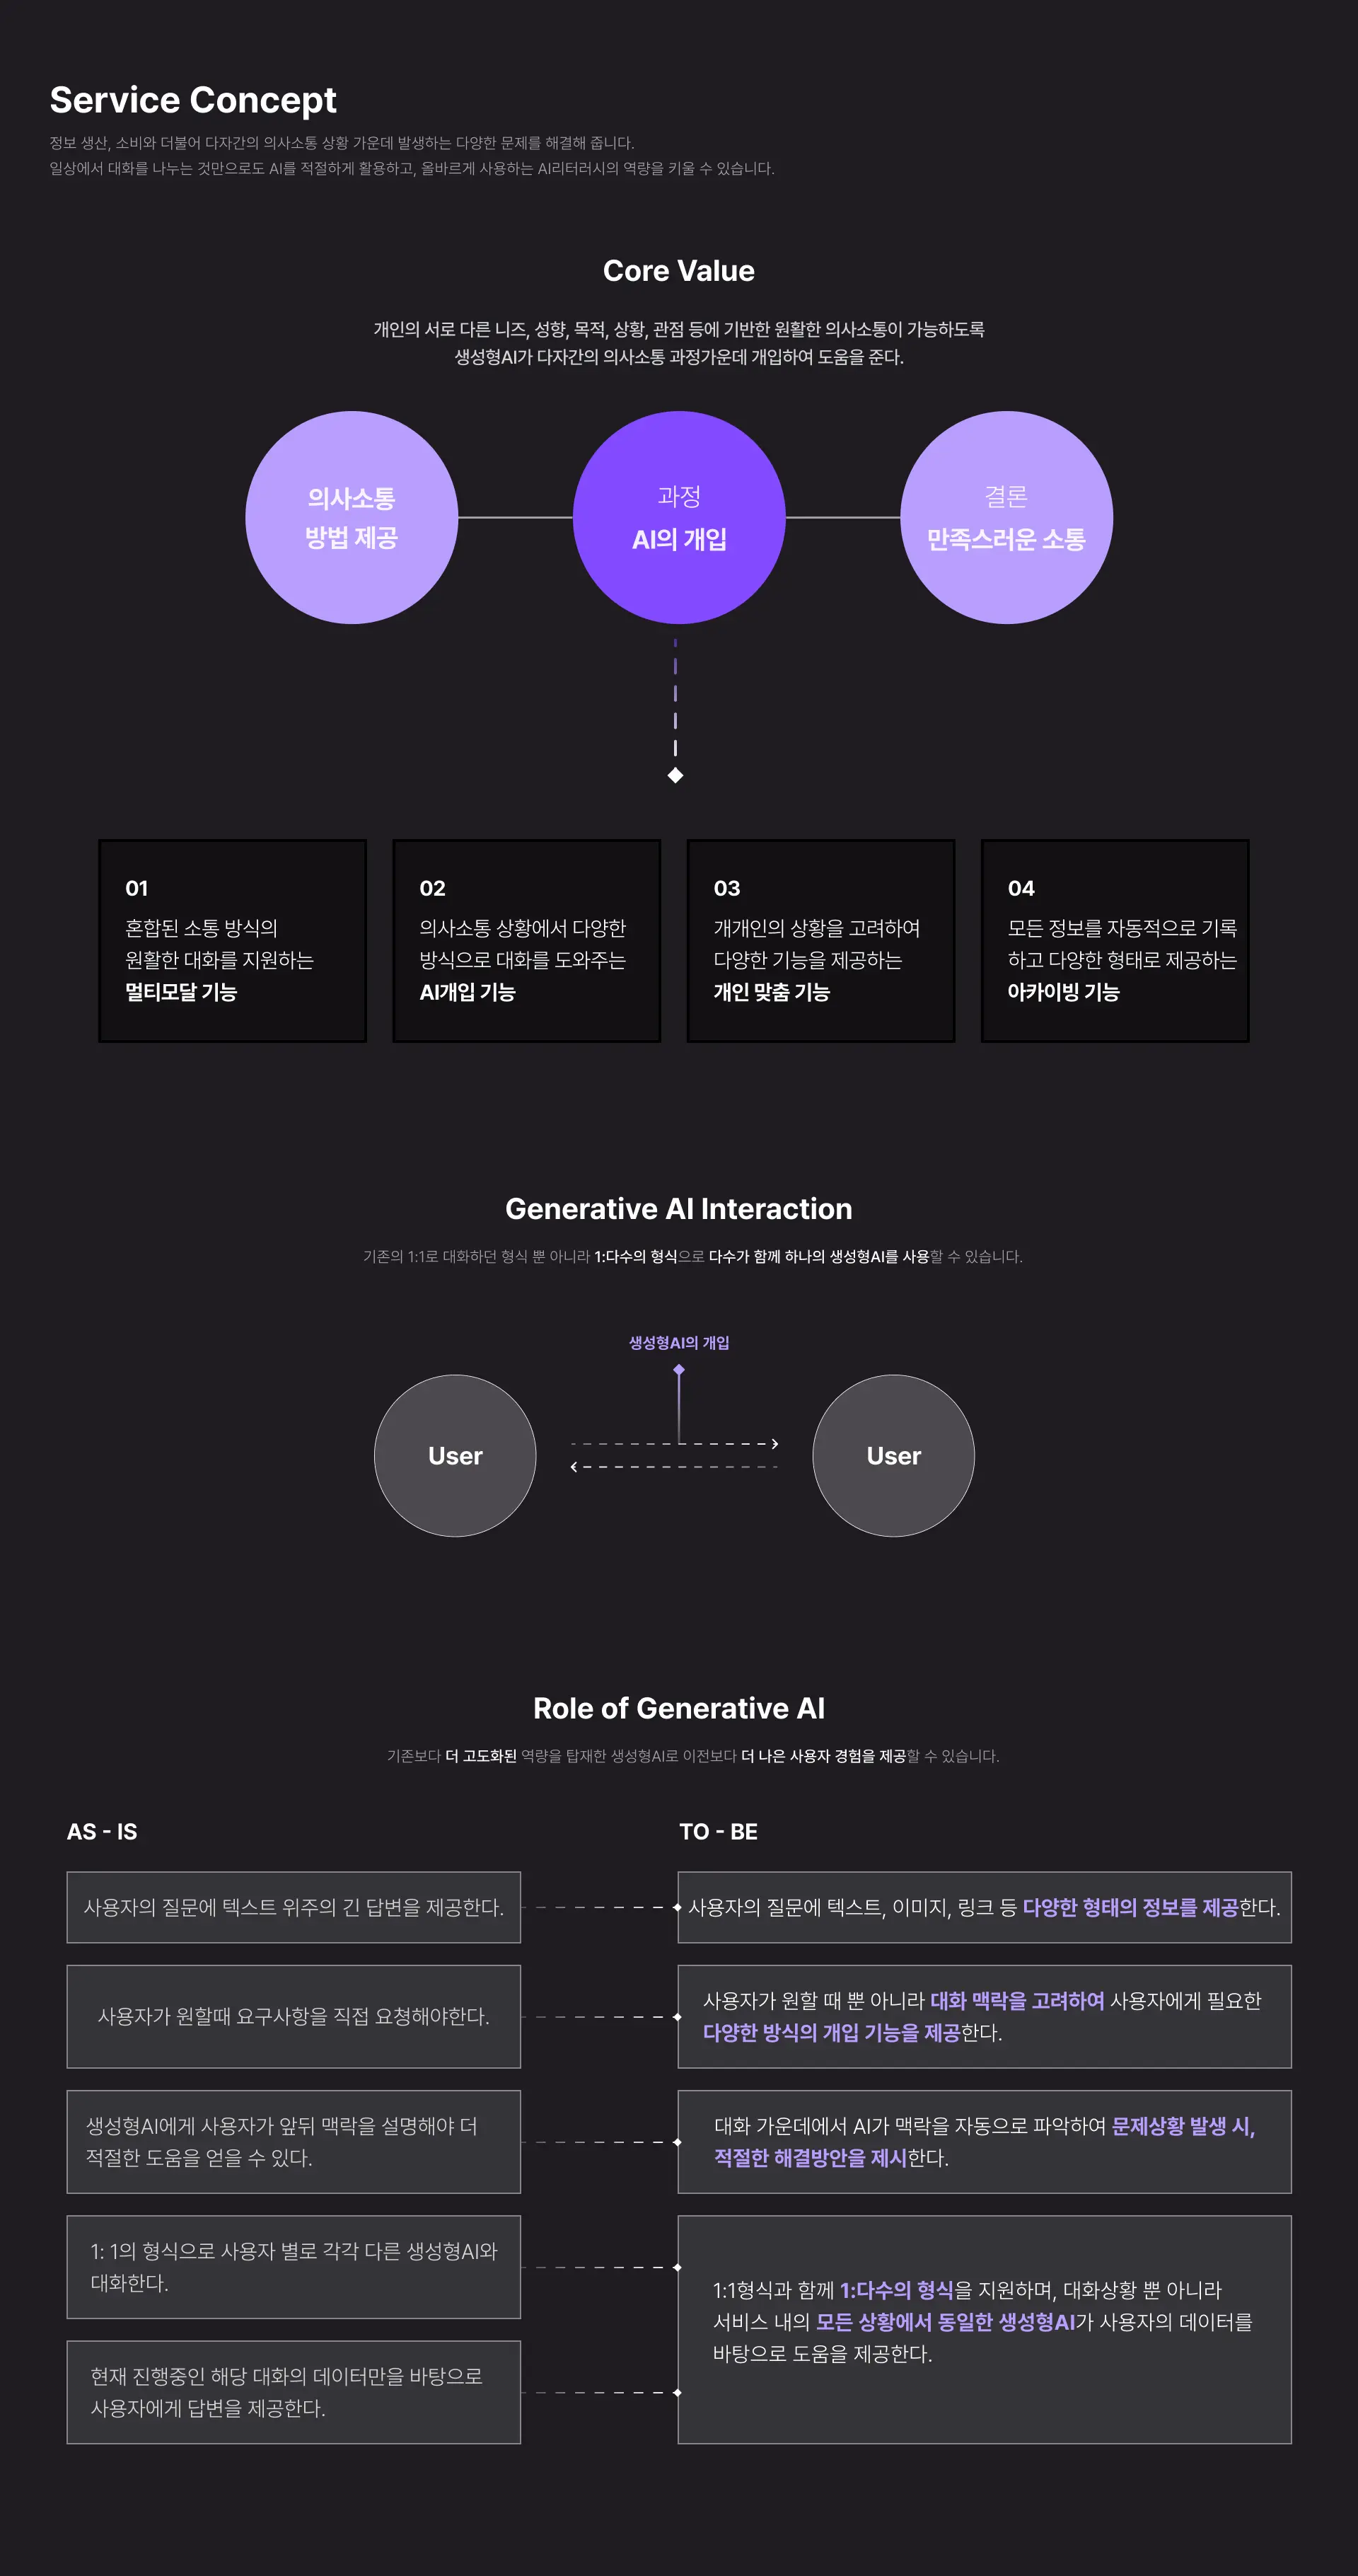 Service Concept
정보 생산, 소비와 더불어 다자간의 의사소통 상황 가운데 발생하는 다양한 문제를 해결해 줍니다.
일상에서 대화를 나누는 것만으로도 AI를 적절하게 활용하고, 올바르게 사용하는 AI리터러시의 역량을 키울 수 있습니다.
Core Value
개인의 서로 다른 니즈, 성향, 목적, 상황, 관점 등에 기반한 원활한 의사소통이 가능하도록
생성형AI가 다자간의 의사소통 과정가운데 개입하여 도움을 준다.
의사소통
방법 제공
과정
AI의 개입
결론
만족스러운 소통
01
혼합된 소통 방식의
원활한 대화를 지원하는
멀티모달 기능
02
의사소통 상황에서 다양한
방식으로 대화를 도와주는
AI개입 기능
03
개개인의 상황을 고려하여
다양한 기능을 제공하는
개인 맞춤 기능
04
모든 정보를 자동적으로 기록
하고 다양한 형태로 제공하는
아카이빙 기능
Generative AI Interaction
기존의 1:1로 대화하던 형식 뿐 아니라 1:다수의 형식으로 다수가 함께 하나의 생성형AI를 사용할 수 있습니다.
생성형AI의 개입
User
User
Role of Generative AI
기존보다 더 고도화된 역량을 탑재한 생성형AI로 이전보다 더 나은 사용자 경험을 제공할 수 있습니다.
AS - IS
TO - BE
사용자의 질문에 텍스트 위주의 긴 답변을 제공한다.
사용자의 질문에 텍스트, 이미지, 링크 등 다양한 형태의 정보를 제공한다.
사용자가 원할때 요구사항을 직접 요청해야한다.
사용자가 원할 때 뿐 아니라 대화 맥락을 고려하여 사용자에게 필요한
다양한 방식의 개입 기능을 제공한다.
생성형AI에게 사용자가 앞뒤 맥락을 설명해야 더
적절한 도움을 얻을 수 있다.
대화 가운데에서 AI가 맥락을 자동으로 파악하여 문제상황 발생 시,
적절한 해결방안을 제시한다.
1: 1의 형식으로 사용자 별로 각각 다른 생성형AI와
대화한다.
현재 진행중인 해당 대화의 데이터만을 바탕으로
사용자에게 답변을 제공한다.
1:1형식과 함께 1:다수의 형식을 지원하며, 대화상황 뿐 아니라
서비스 내의 모든 상황에서 동일한 생성형AI가 사용자의 데이터를
바탕으로 도움을 제공한다.